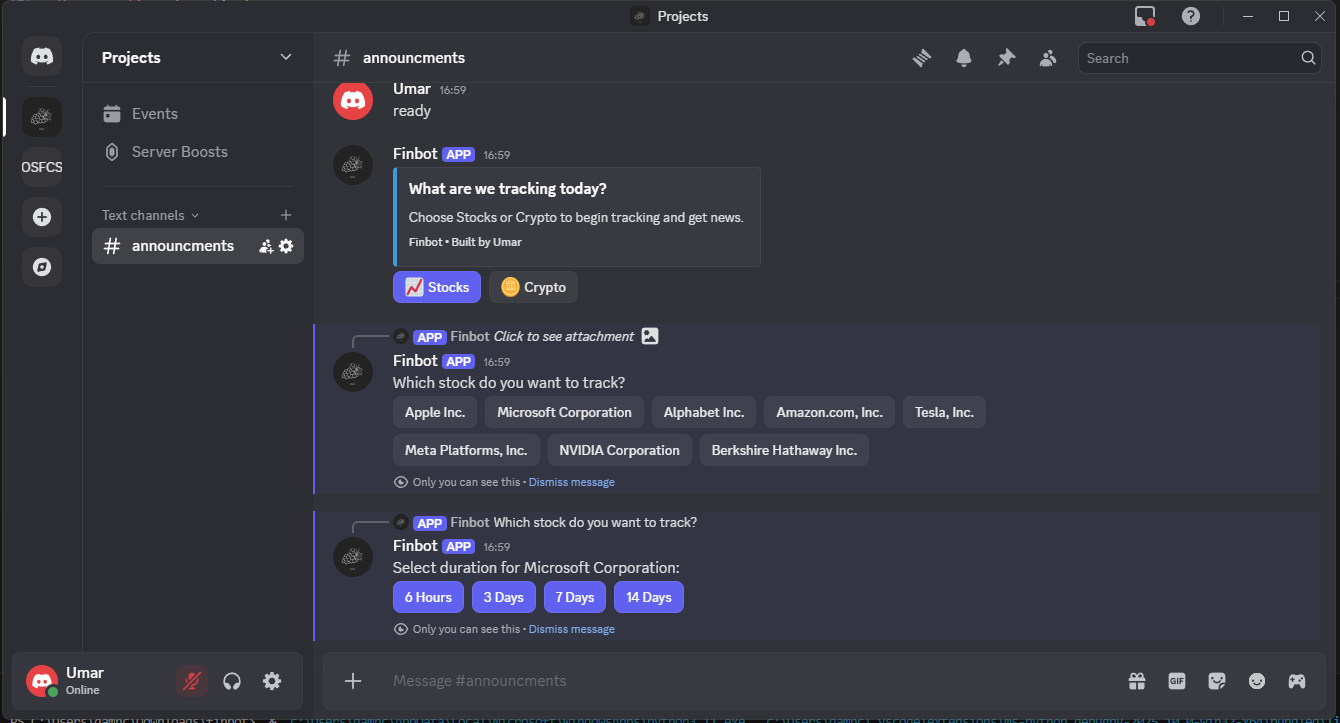 Projects
Projects
announcments
Search
Events
Server Boosts
OSFCS
Text channels
announcments
Umar 16:59
ready
Finbot APP 16:59
What are we tracking today?
Choose Stocks or Crypto to begin tracking and get news.
Finbot • Built by Umar
Stocks Crypto
APP Finbot Click to see attachment
Finbot APP 16:59
Which stock do you want to track?
Apple Inc. Microsoft Corporation Alphabet Inc. Amazon.com, Inc. Tesla, Inc.
Meta Platforms, Inc. NVIDIA Corporation Berkshire Hathaway Inc.
Only you can see this • Dismiss message
APP Finbot Which stock do you want to track?
Finbot APP 16:59
Select duration for Microsoft Corporation:
6 Hours 3 Days 7 Days 14 Days
Only you can see this • Dismiss message
Umar
Online
Message #announcments
GIF